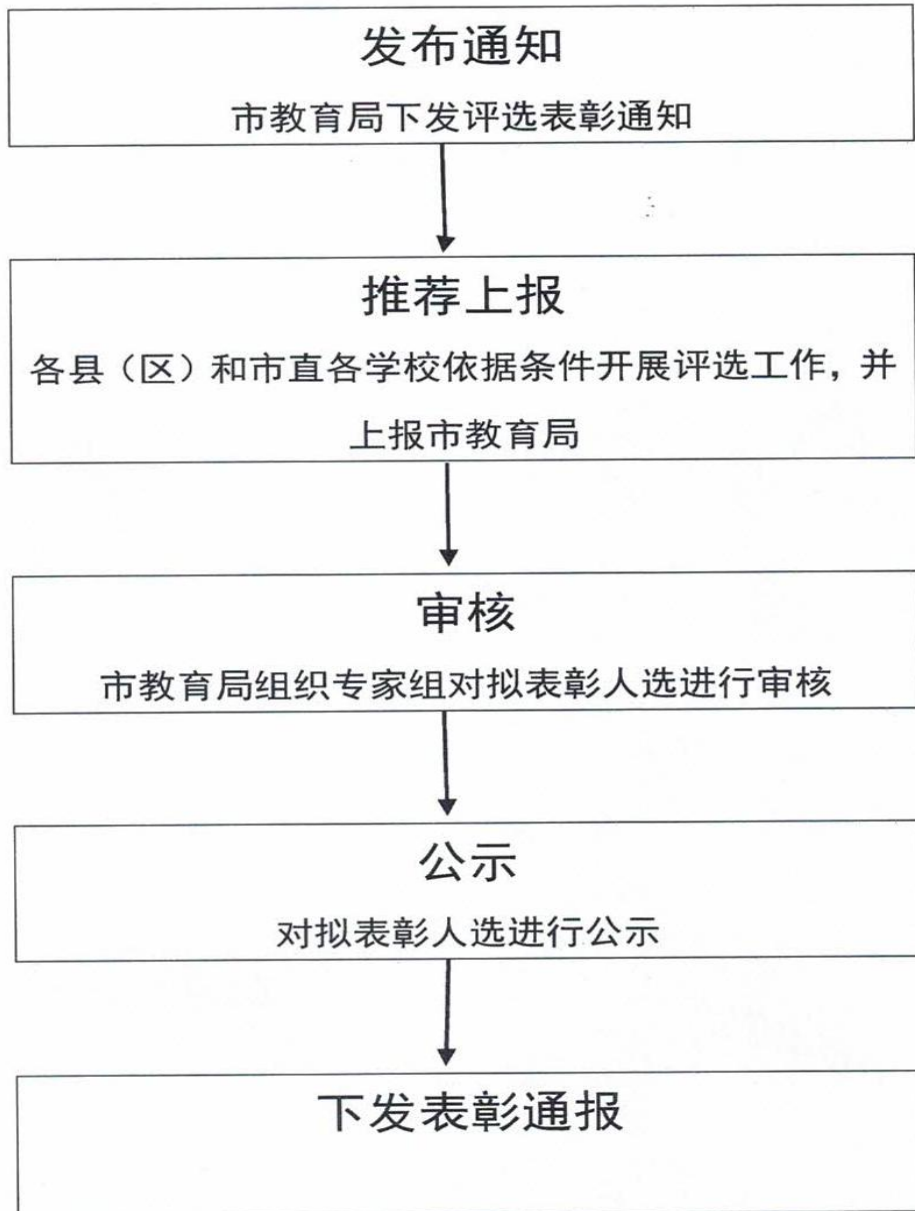 发布通知
市教育局下发评选表彰通知
推荐上报
各县（区）和市直各学校依据条件开展评选工作，并
上报市教育局
审核
市教育局组织专家组对拟表彰人选进行审核
公示
对拟表彰人选进行公示
下发表彰通报